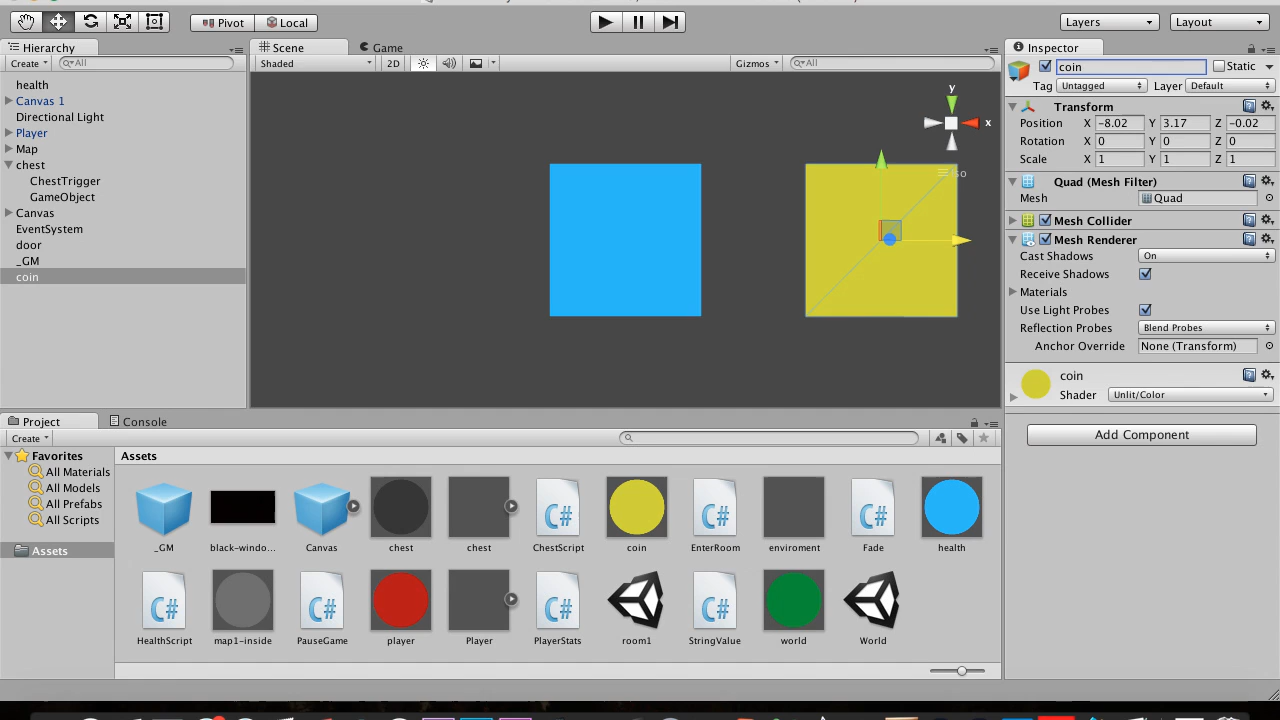 Pivot
Local
Layers
Layout
Hierarchy
Create
All
health
Canvas 1
Directional Light
Player
Map
chest
ChestTrigger
GameObject
Canvas
EventSystem
door
_GM
coin
Scene
Game
Shaded
2D
Gizmos
All
y
x
Iso
Inspector
coin
Static
Tag Untagged Layer Default
Transform
Position X -8.02 Y 3.17 Z -0.02
Rotation X 0 Y 0 Z 0
Scale X 1 Y 1 Z 1
Quad (Mesh Filter)
Mesh Quad
Mesh Collider
Mesh Renderer
Cast Shadows On
Receive Shadows
Materials
Use Light Probes
Reflection Probes Blend Probes
Anchor Override None (Transform)
coin
Shader Unlit/Color
Add Component
Project
Console
Create
Favorites
All Materials
All Models
All Prefabs
All Scripts
Assets
Assets
C# C# C#
_GM black-windo... Canvas chest chest ChestScript coin EnterRoom enviroment Fade health
C# C# C# C#
HealthScript map1-inside PauseGame player Player PlayerStats room1 StringValue world World